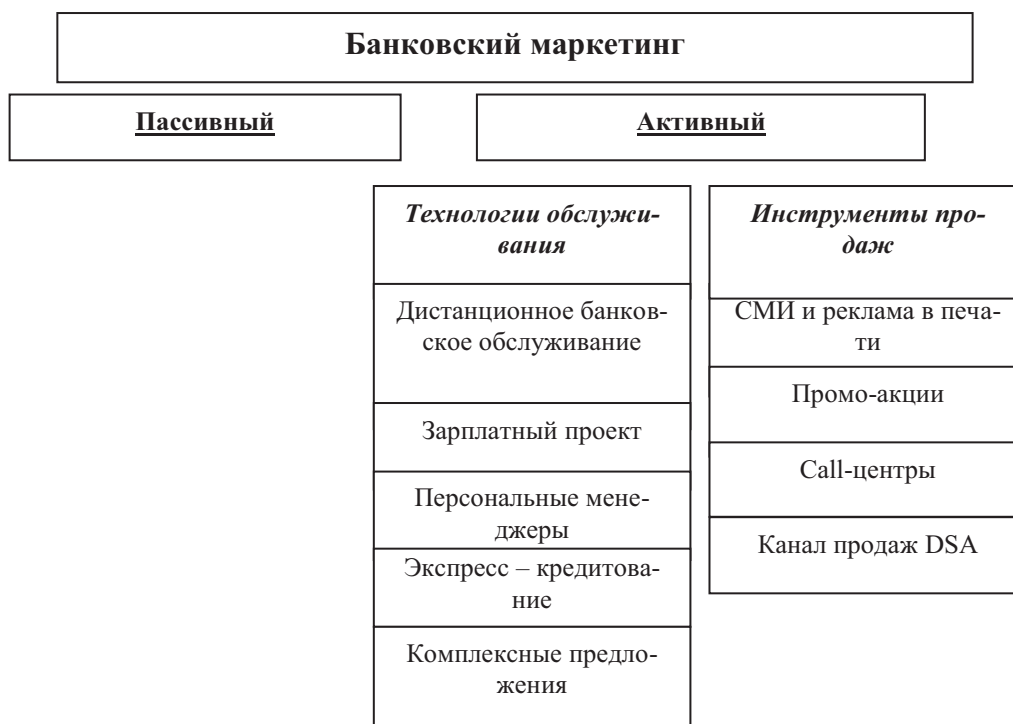 Банковский маркетинг
Пассивный
Активный
Технологии обслужи-
вания
Дистанционное банков-
ское обслуживание
Зарплатный проект
Персональные мене-
джеры
Экспресс – кредитова-
ние
Комплексные предло-
жения
Инструменты про-
даж
СМИ и реклама в печа-
ти
Промо-акции
Call-центры
Канал продаж DSA